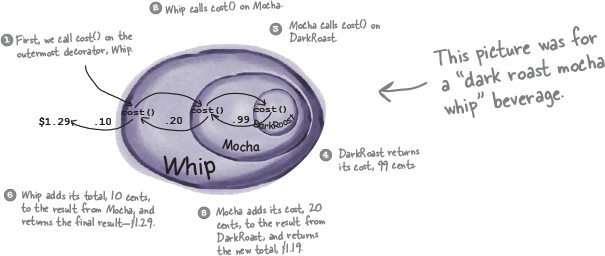 2 Whip calls cost() on Mocha.
1 First, we call cost() on the
outermost decorator, Whip.
3 Mocha calls cost() on
DarkRoast.
This picture was for
a “dark roast mocha
whip” beverage.
cost() cost() cost()
$1.29 .10 .20 .99 DarkRoast
Mocha
Whip
4 DarkRoast returns
its cost, 99 cents.
6 Whip adds its total, 10 cents,
to the result from Mocha, and
returns the final result—$1.29.
5 Mocha adds its cost, 20
cents, to the result from
DarkRoast, and returns
the new total, $1.19.